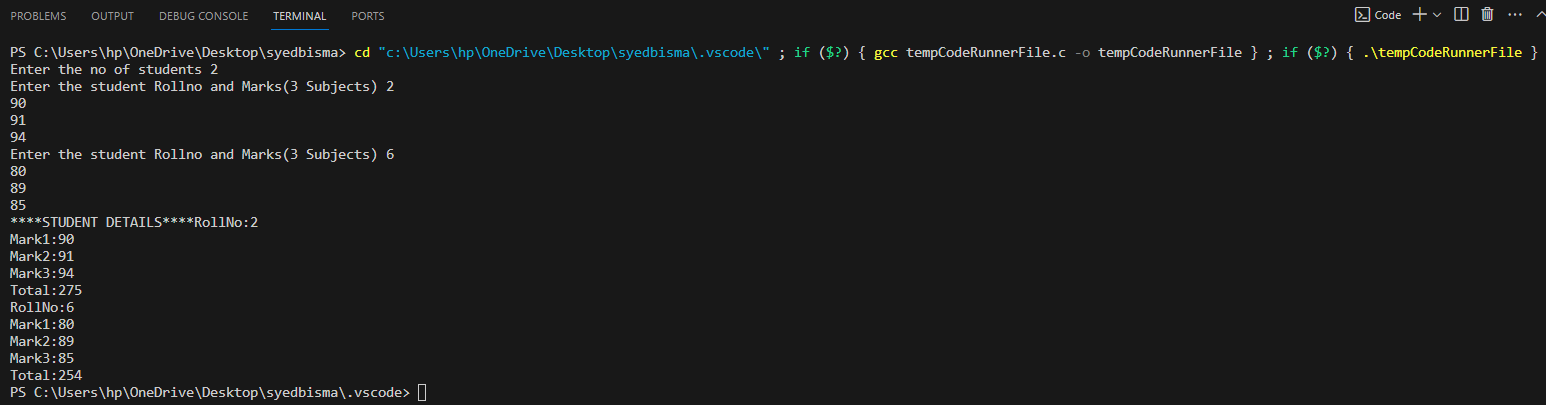 PROBLEMS OUTPUT DEBUG CONSOLE TERMINAL PORTS Code
PS C:\Users\hp\OneDrive\Desktop\syedbisma> cd "c:\Users\hp\OneDrive\Desktop\syedbisma\.vscode\" ; if ($?) { gcc tempCodeRunnerFile.c -o tempCodeRunnerFile } ; if ($?) { .\tempCodeRunnerFile }
Enter the no of students 2
Enter the student Rollno and Marks(3 Subjects) 2
90
91
94
Enter the student Rollno and Marks(3 Subjects) 6
80
89
85
****STUDENT DETAILS****RollNo:2
Mark1:90
Mark2:91
Mark3:94
Total:275
RollNo:6
Mark1:80
Mark2:89
Mark3:85
Total:254
PS C:\Users\hp\OneDrive\Desktop\syedbisma\.vscode>